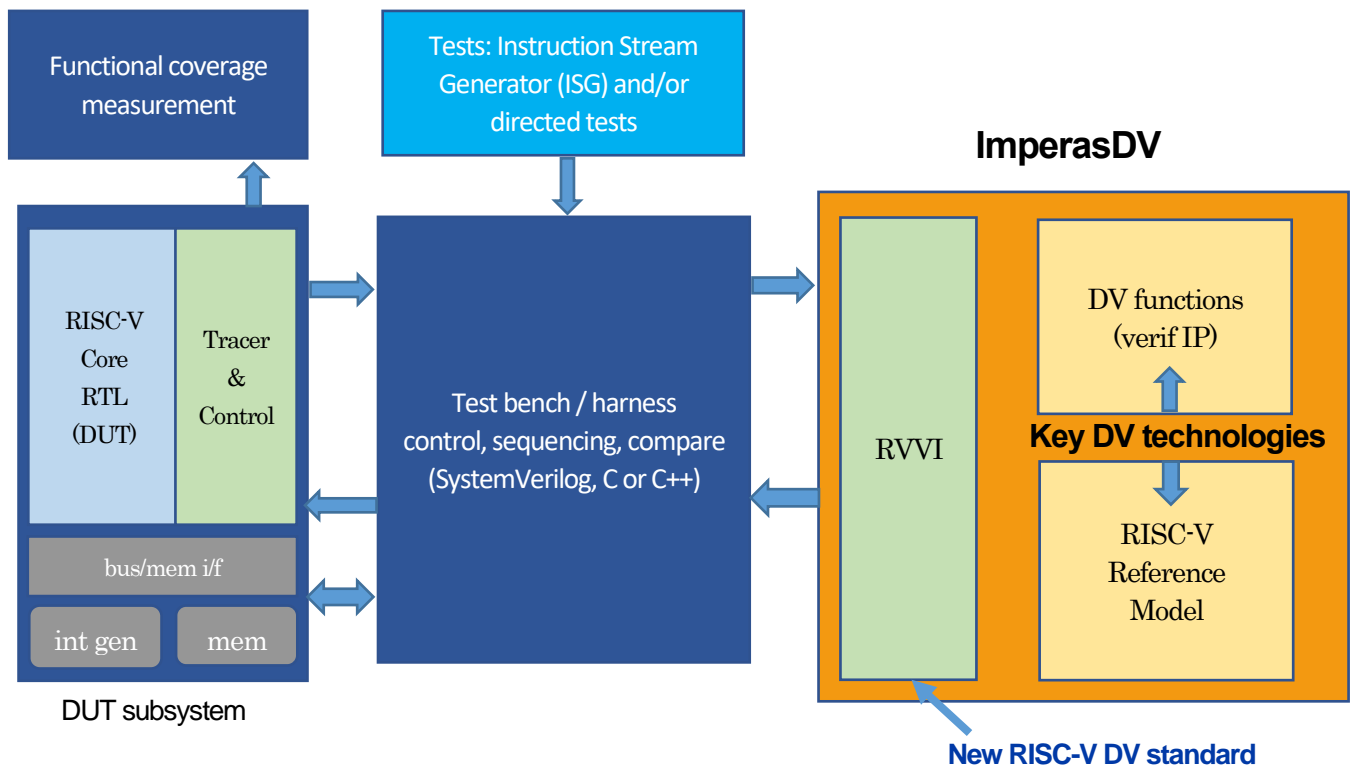 Functional coverage
measurement
Tests: Instruction Stream
Generator (ISG) and/or
directed tests
ImperasDV
RISC-V
Core
RTL
(DUT)
Tracer
&
Control
bus/mem i/f
int gen
mem
DUT subsystem
Test bench / harness
control, sequencing, compare
(SystemVerilog, C or C++)
RVVI
DV functions
(verif IP)
Key DV technologies
RISC-V
Reference
Model
New RISC-V DV standard